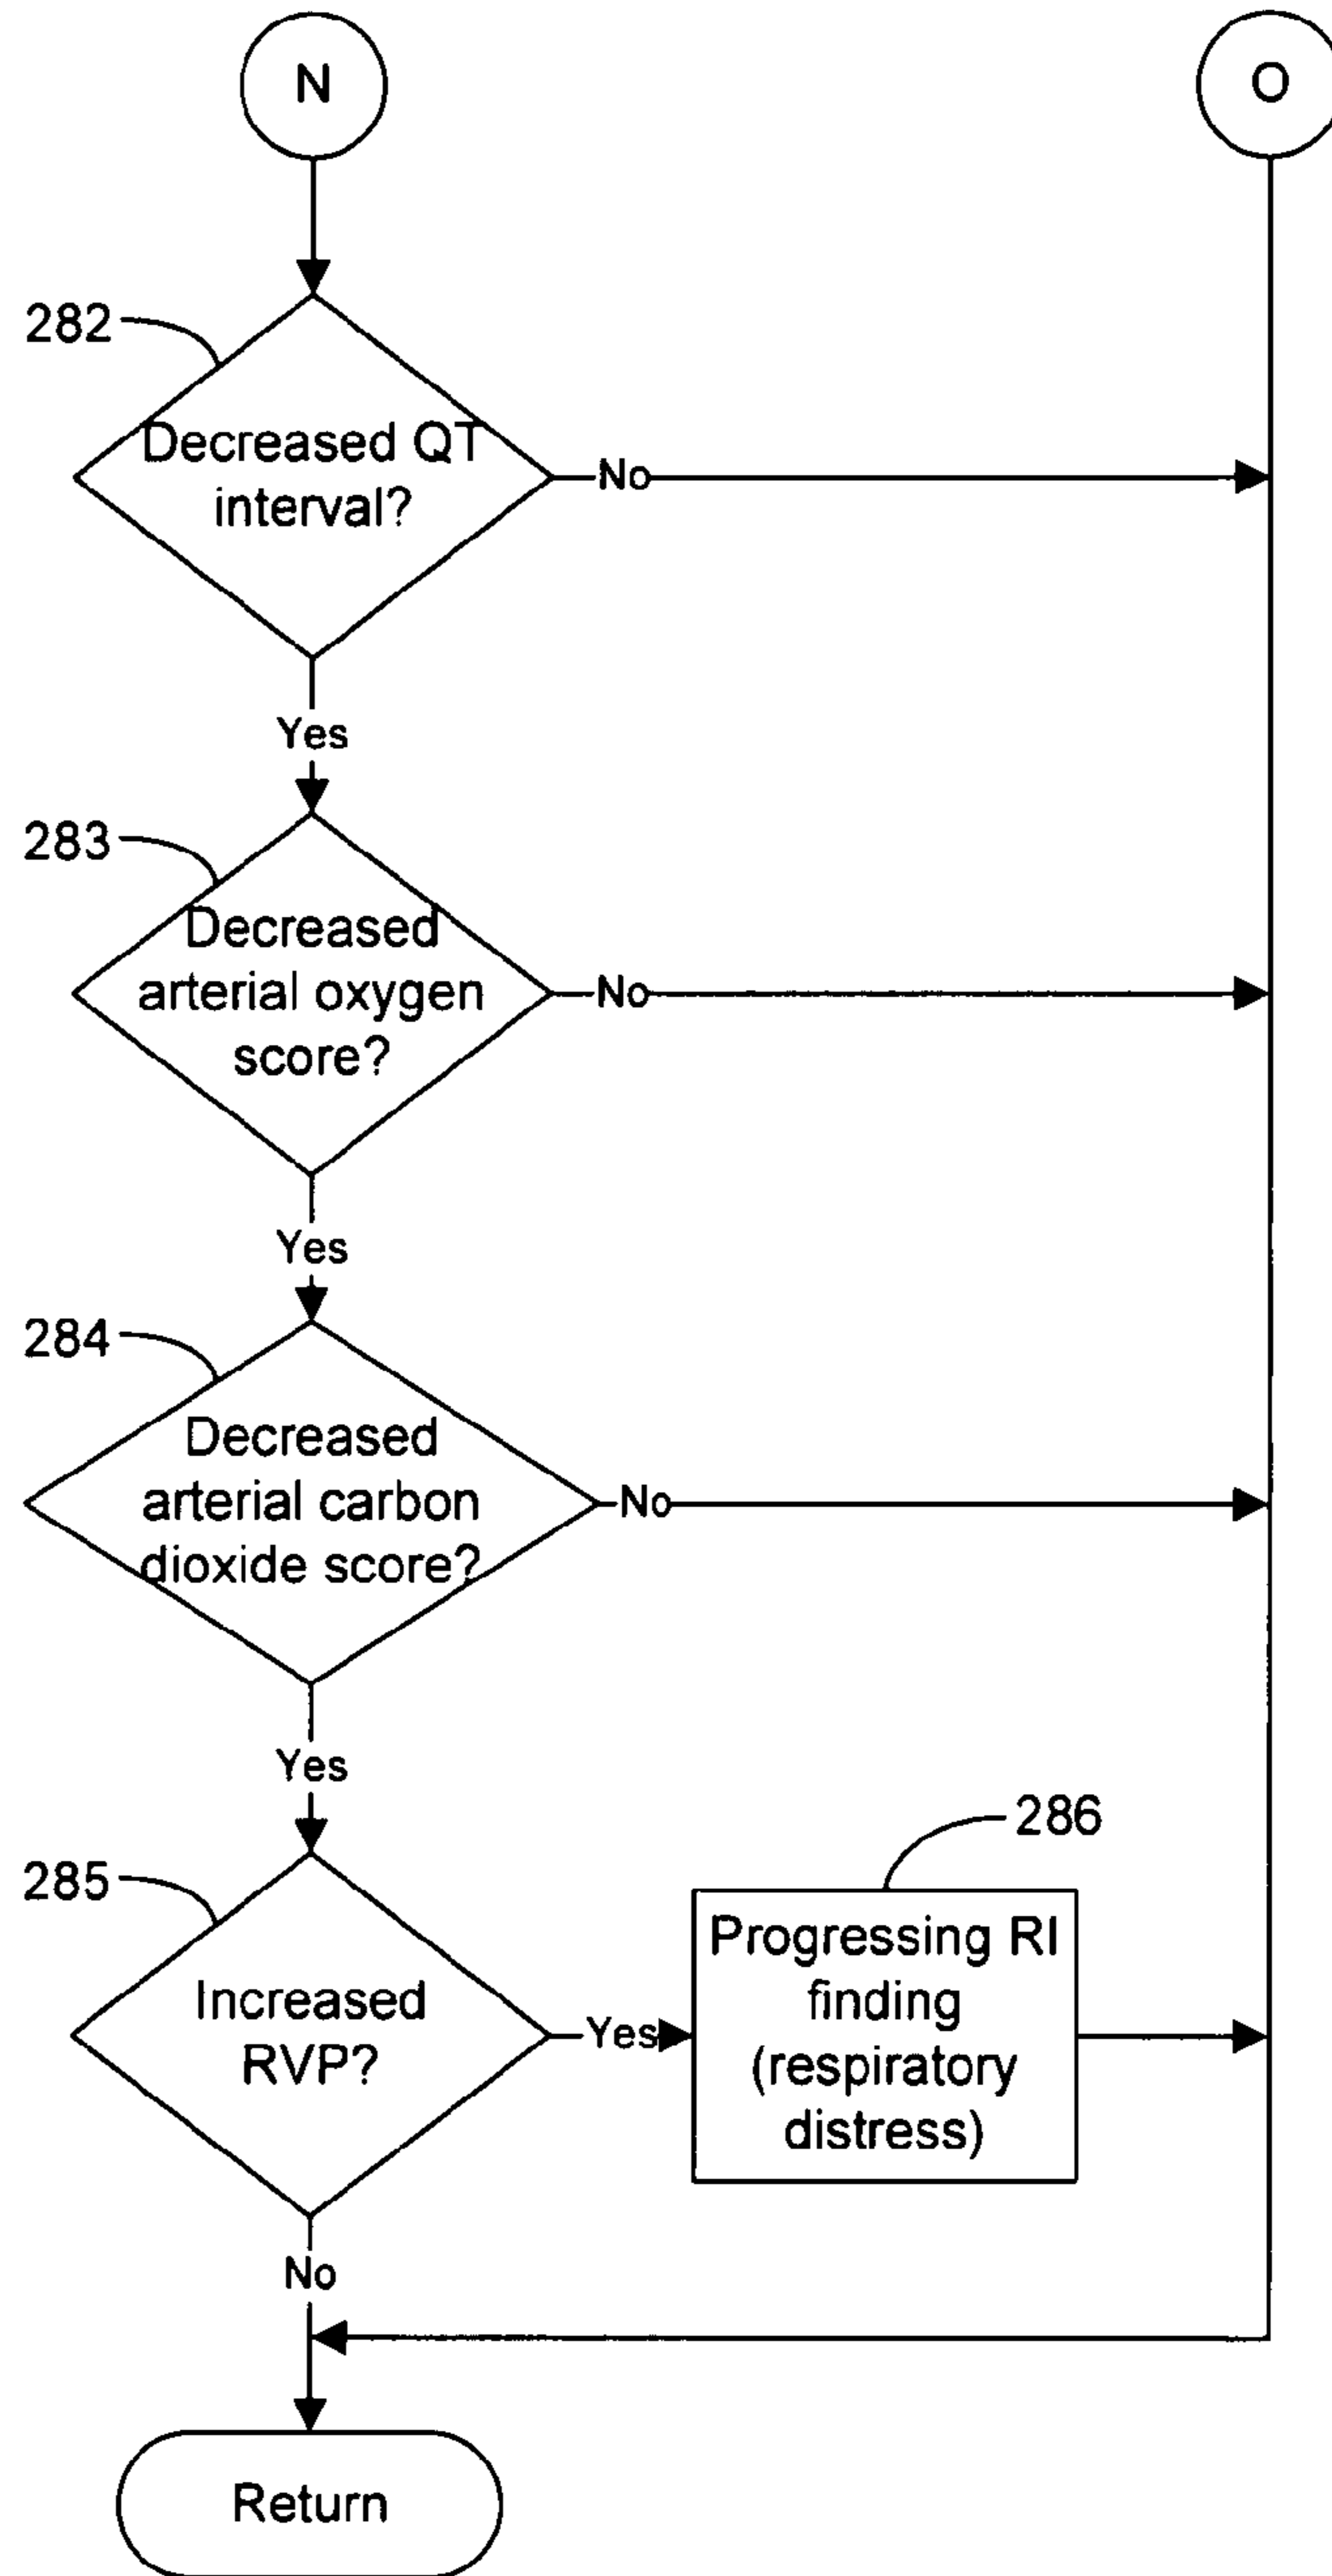 N
O
282
Decreased QT
interval?
No
Yes
283
Decreased
arterial oxygen
score?
No
Yes
284
Decreased
arterial carbon
dioxide score?
No
Yes
285
Increased
RVP?
Yes
286
Progressing RI
finding
(respiratory
distress)
No
Return